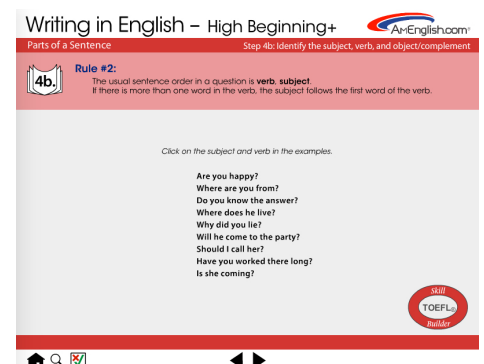 Writing in English – High Beginning+
AmEnglish.com®
Parts of a Sentence
Step 4b: Identify the subject, verb, and object/complement
4b.
Rule #2:
The usual sentence order in a question is verb, subject.
If there is more than one word in the verb, the subject follows the first word of the verb.
Click on the subject and verb in the examples.
Are you happy?
Where are you from?
Do you know the answer?
Where does he live?
Why did you lie?
Will he come to the party?
Should I call her?
Have you worked there long?
Is she coming?
Skill
TOEFL®
Builder